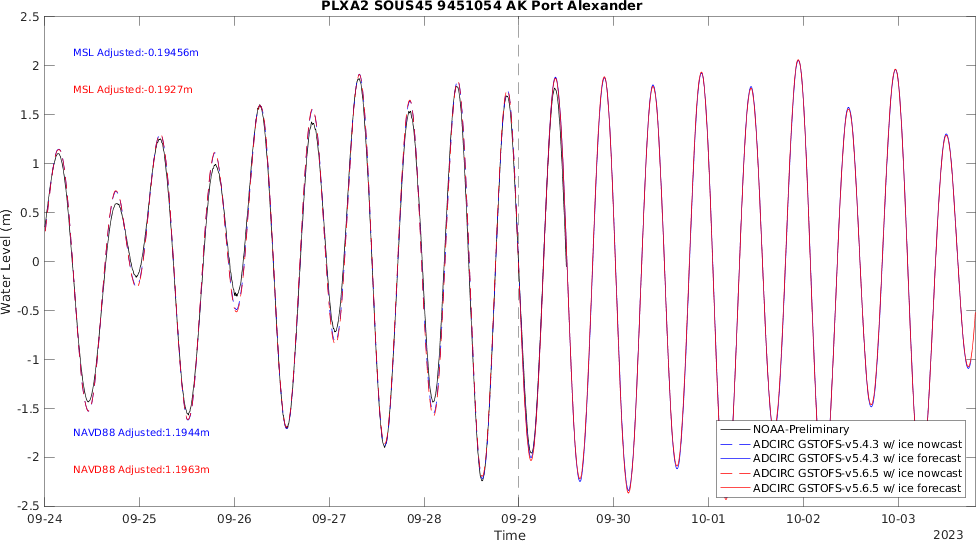 PLXA2 SOUS45 9451054 AK Port Alexander
2.5
2
1.5
1
0.5
0
-0.5
-1
-1.5
-2
-2.5
Water Level (m)
MSL Adjusted:-0.19456m
MSL Adjusted:-0.1927m
NAVD88 Adjusted:1.1944m
NAVD88 Adjusted:1.1963m
NOAA-Preliminary
ADCIRC GSTOFS-v5.4.3 w/ ice nowcast
ADCIRC GSTOFS-v5.4.3 w/ ice forecast
ADCIRC GSTOFS-v5.6.5 w/ ice nowcast
ADCIRC GSTOFS-v5.6.5 w/ ice forecast
09-24 09-25 09-26 09-27 09-28 09-29 09-30 10-01 10-02 10-03
Time
2023